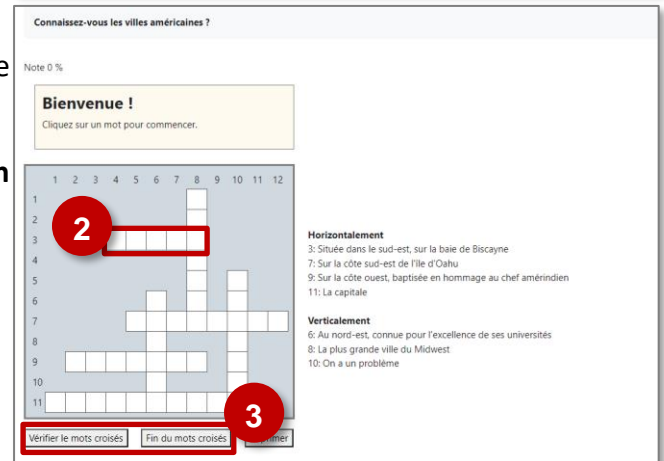 Connaissez-vous les villes américaines ?
e
Note 0 %
Bienvenue !
Cliquez sur un mot pour commencer.
n
1 2 3 4 5 6 7 8 9 10 11 12
1
2
2
3
4
5
6
7
8
9
10
11
Horizontalement
3: Située dans le sud-est, sur la baie de Biscayne
7: Sur la côte sud-est de l'île d'Oahu
9: Sur la côte ouest, baptisée en hommage au chef amérindien
11: La capitale
Verticalement
6: Au nord-est, connue pour l'excellence de ses universités
8: La plus grande ville du Midwest
10: On a un problème
3
Vérifier le mots croisés Fin du mots croisés